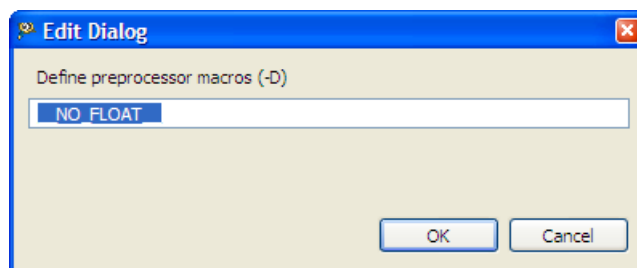 Edit Dialog
Define preprocessor macros (-D)
__NO_FLOAT__
OK
Cancel